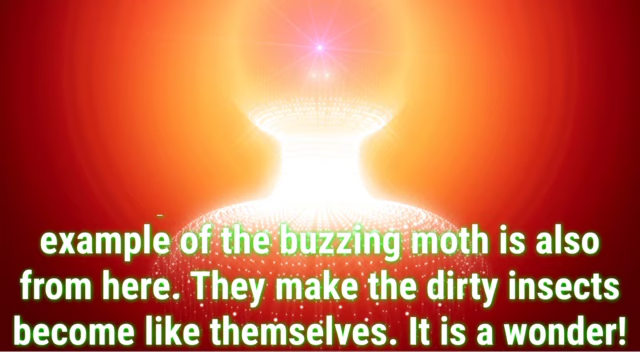 example of the buzzing moth is also
from here. They make the dirty insects
become like themselves. It is a wonder!